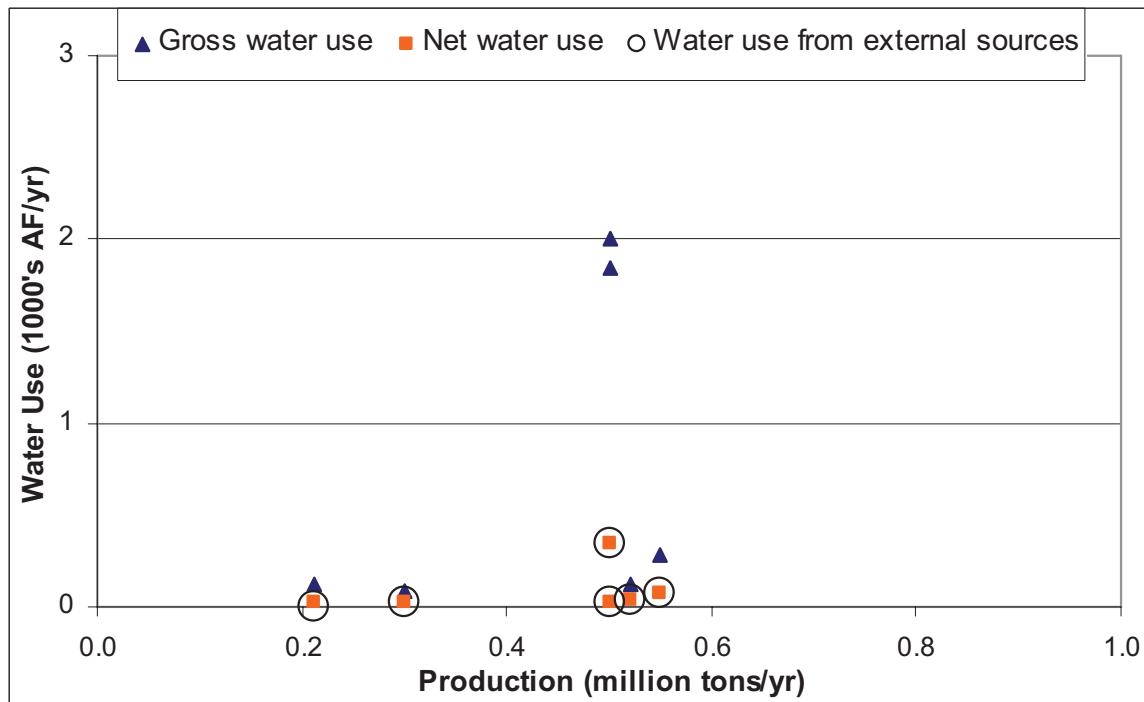 Gross water use Net water use Water use from external sources
3
2
1
0
Water Use (1000's AF/yr)
0.0 0.2 0.4 0.6 0.8 1.0
Production (million tons/yr)